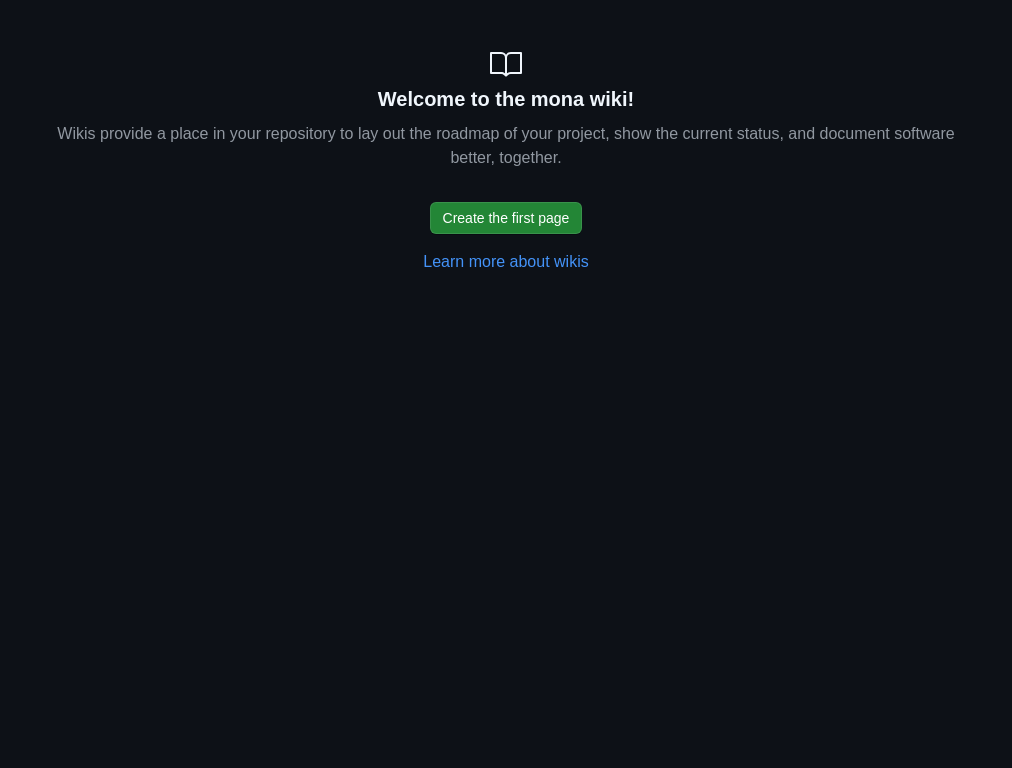 Welcome to the mona wiki!
Wikis provide a place in your repository to lay out the roadmap of your project, show the current status, and document software
better, together.
Create the first page
Learn more about wikis